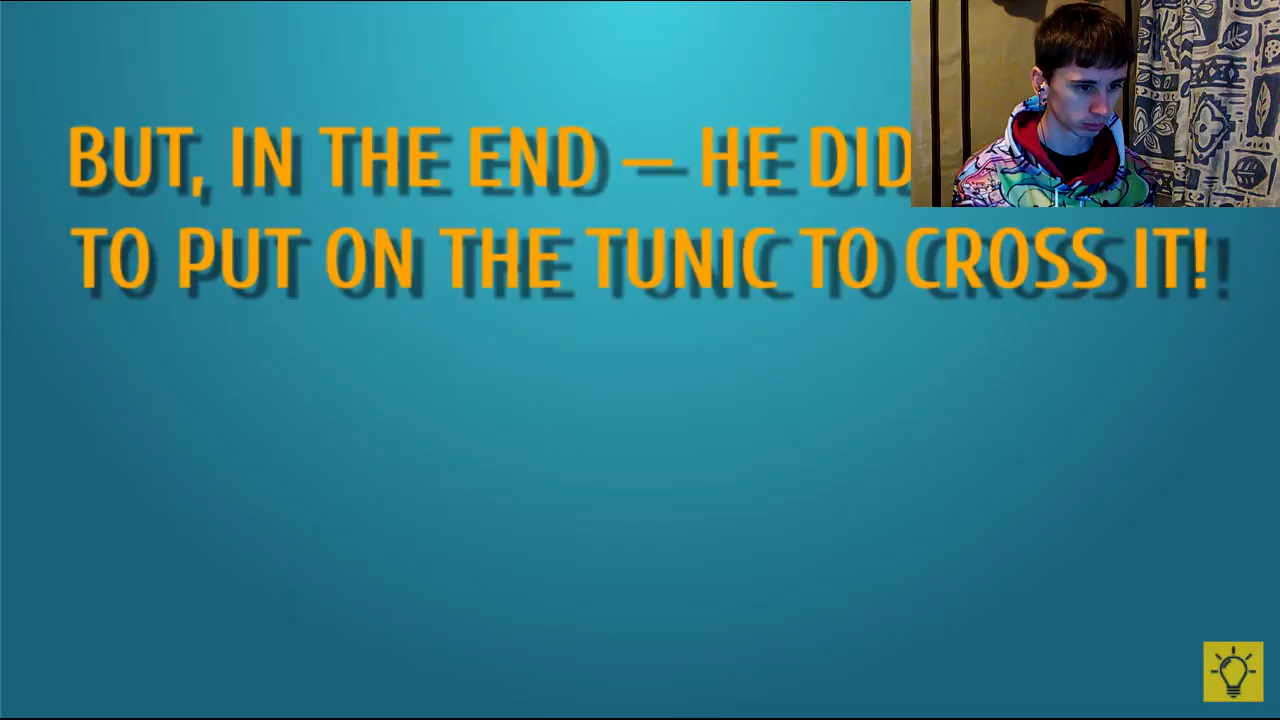 BUT, IN THE END — HE DID
TO PUT ON THE TUNIC TO CROSS IT!